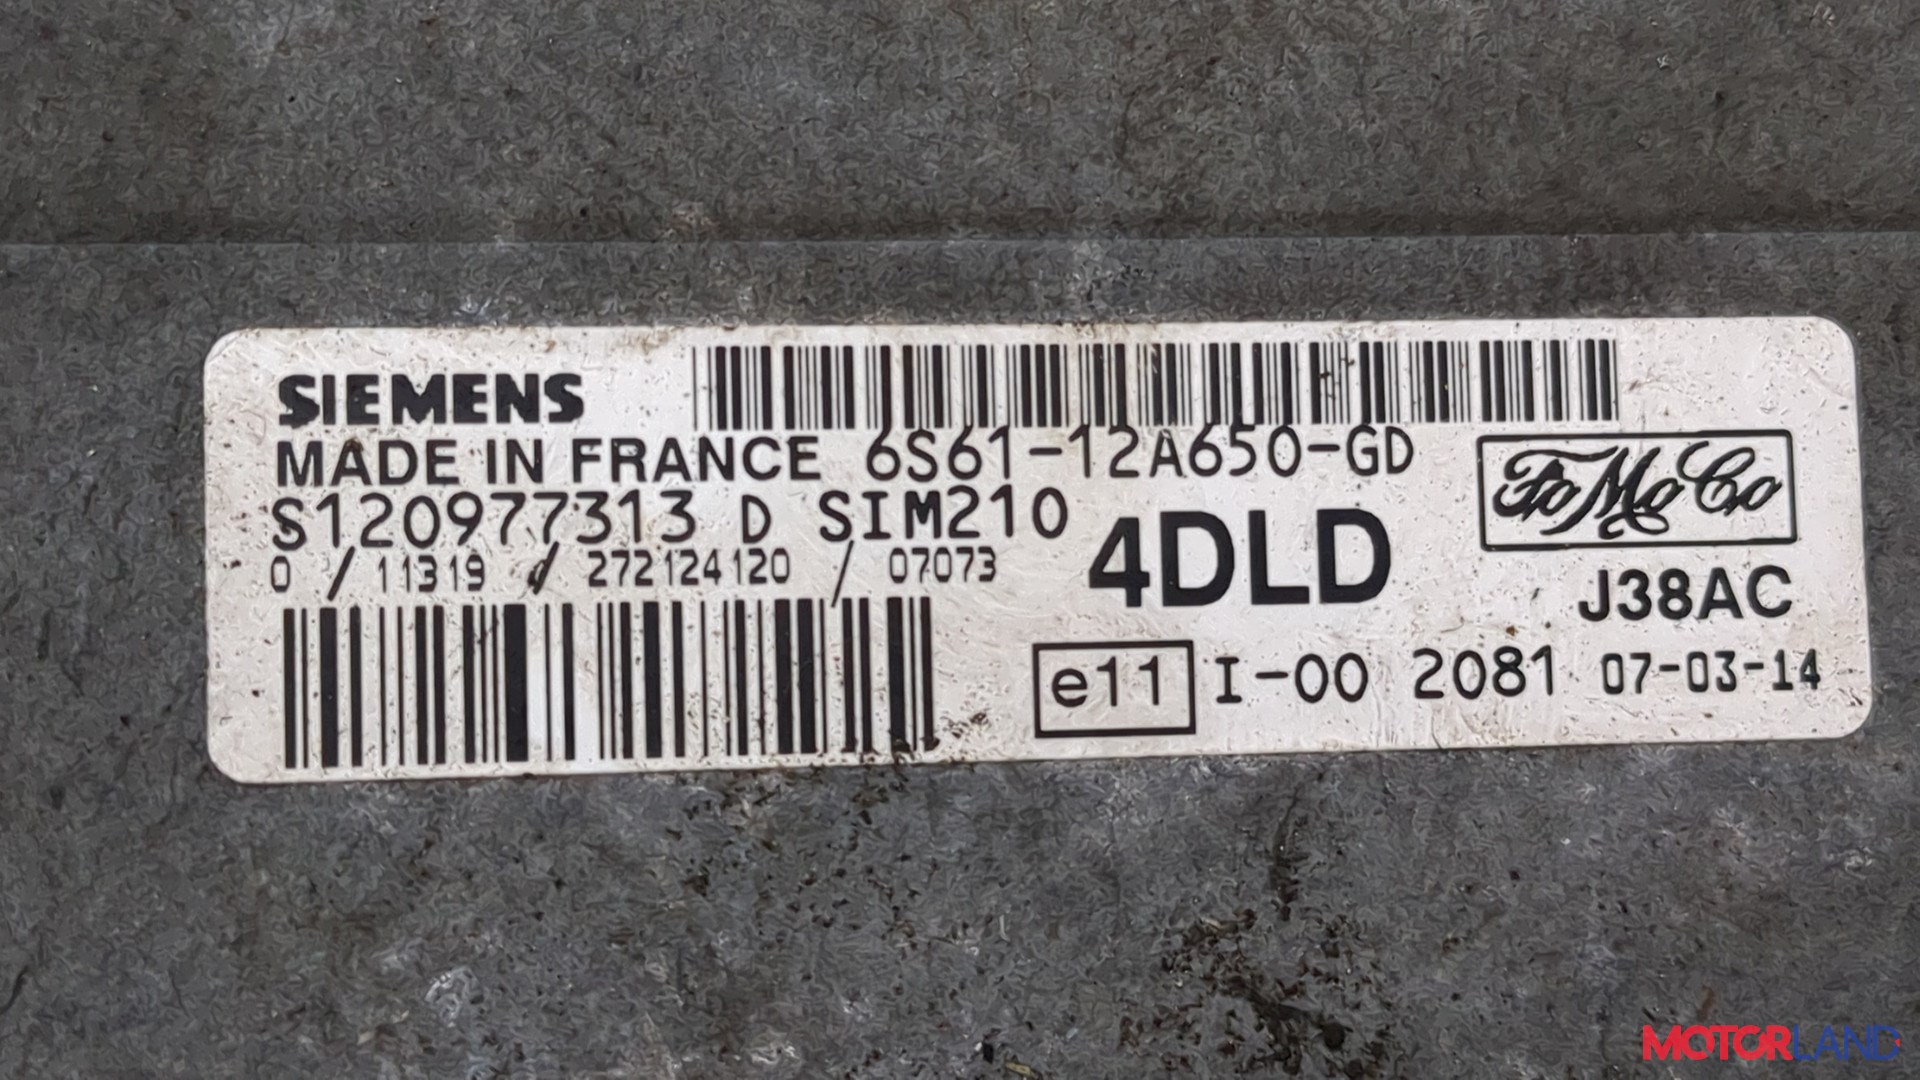 SIEMENS
MADE IN FRANCE 6S61-12A650-GD
FoMoCo
S120977313 D SIM210
4DLD
0 / 11319 / 272124120 / 07073
J38AC
e11 I-00 2081 07-03-14
MOTORLAND